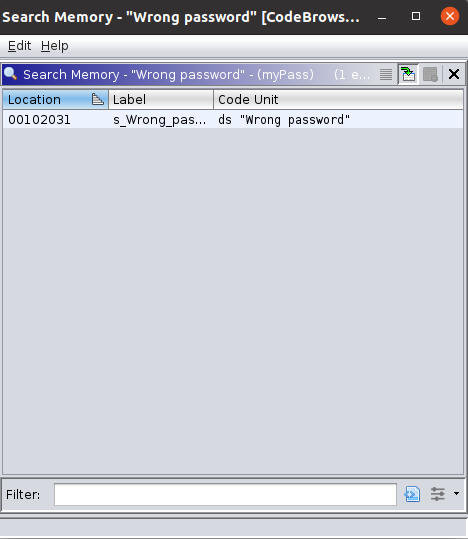 Search Memory - "Wrong password" [CodeBrows...
Edit Help
Search Memory - "Wrong password" - (myPass) (1 e...
Location Label Code Unit
00102031 s_Wrong_pas... ds "Wrong password"
Filter: